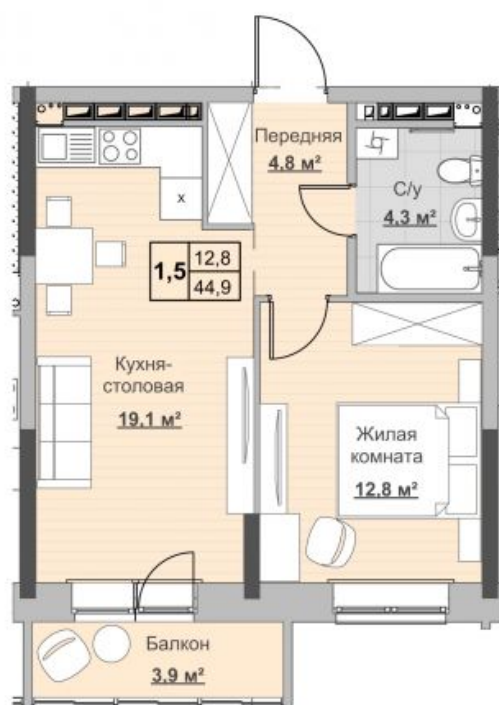 Передняя
4,8 м²
С/у
4,3 м²
х
1,5
12,8
44,9
Кухня-
столовая
19,1 м²
Жилая
комната
12,8 м²
Балкон
3,9 м²